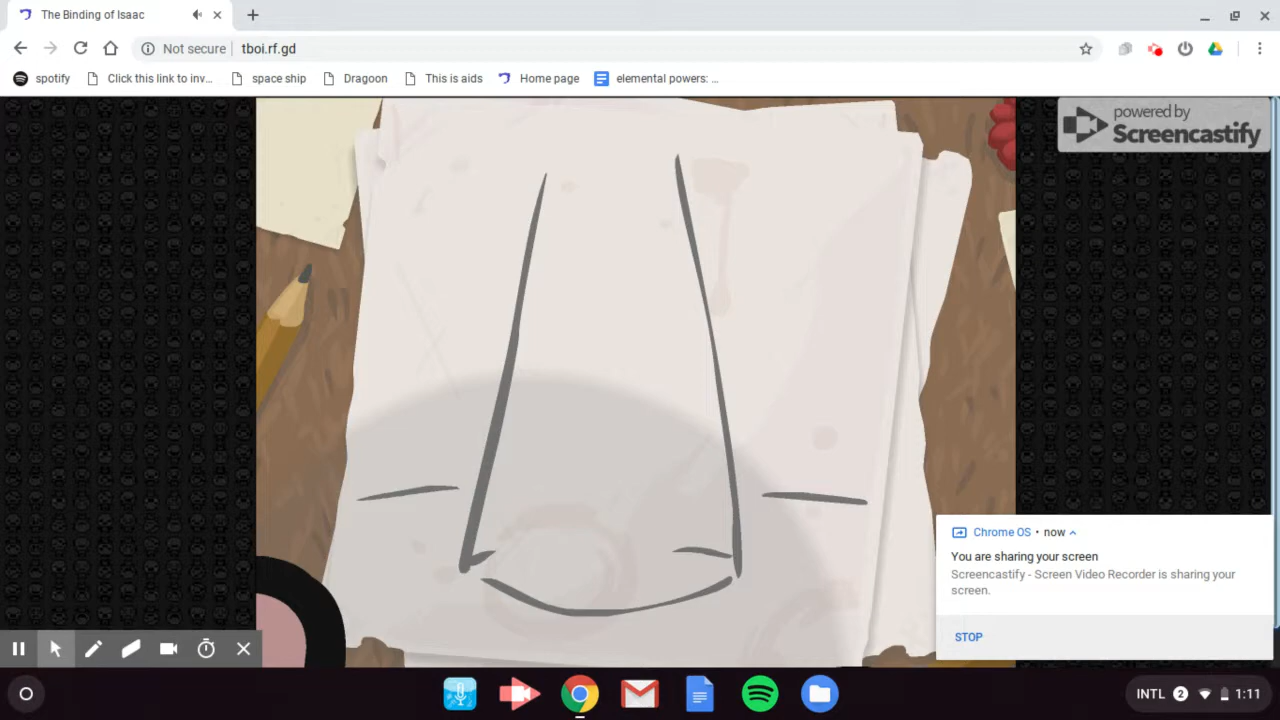 The Binding of Isaac
Not secure
tboi.rf.gd
spotify
Click this link to inv...
space ship
Dragoon
This is aids
Home page
elemental powers: ...
powered by
Screencastify
Chrome OS • now
You are sharing your screen
Screencastify - Screen Video Recorder is sharing your
screen.
STOP
INTL 2 1:11